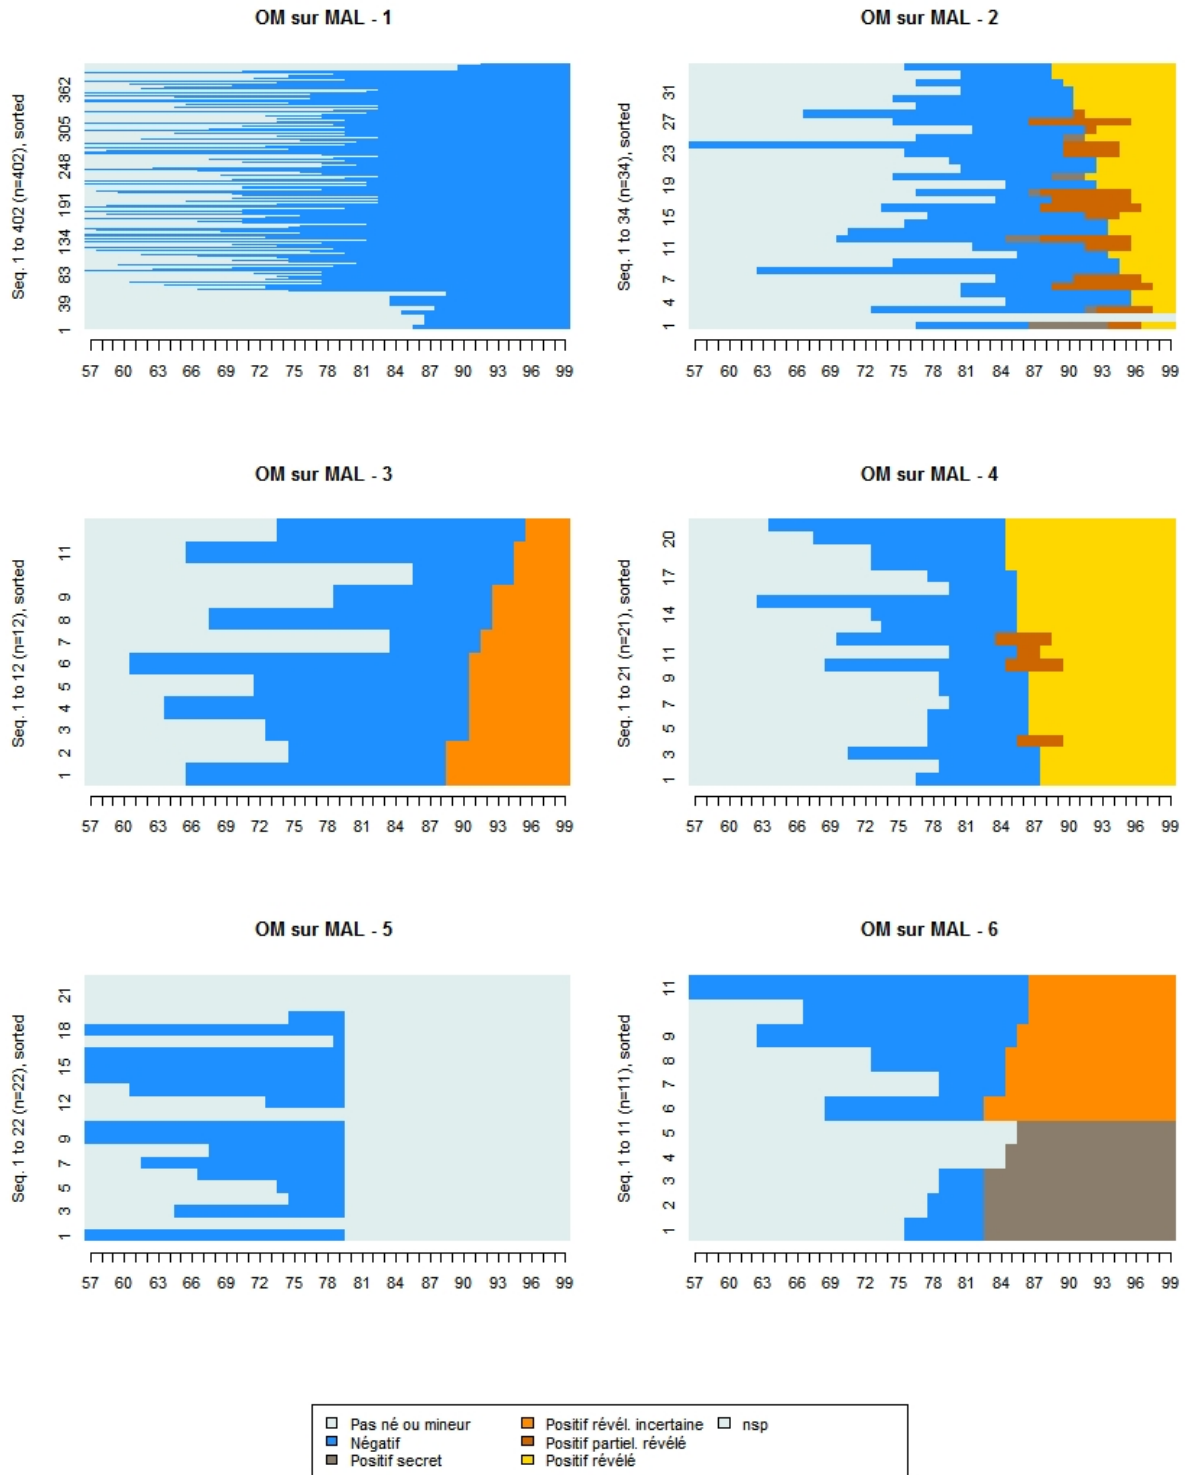 OM sur MAL - 1
Seq. 1 to 402 (n=402), sorted
1 39 83 134 191 248 305 362
57 60 63 66 69 72 75 78 81 84 87 90 93 96 99
OM sur MAL - 2
Seq. 1 to 34 (n=34), sorted
1 4 7 11 15 19 23 27 31
57 60 63 66 69 72 75 78 81 84 87 90 93 96 99
OM sur MAL - 3
Seq. 1 to 12 (n=12), sorted
1 2 3 4 5 6 7 8 9 11
57 60 63 66 69 72 75 78 81 84 87 90 93 96 99
OM sur MAL - 4
Seq. 1 to 21 (n=21), sorted
1 3 5 7 9 11 14 17 20
57 60 63 66 69 72 75 78 81 84 87 90 93 96 99
OM sur MAL - 5
Seq. 1 to 22 (n=22), sorted
1 3 5 7 9 12 15 18 21
57 60 63 66 69 72 75 78 81 84 87 90 93 96 99
OM sur MAL - 6
Seq. 1 to 11 (n=11), sorted
1 2 3 4 5 6 7 8 9 11
57 60 63 66 69 72 75 78 81 84 87 90 93 96 99
Pas né ou mineur
Négatif
Positif secret
Positif révél. incertaine
Positif partiel. révélé
Positif révélé
nsp